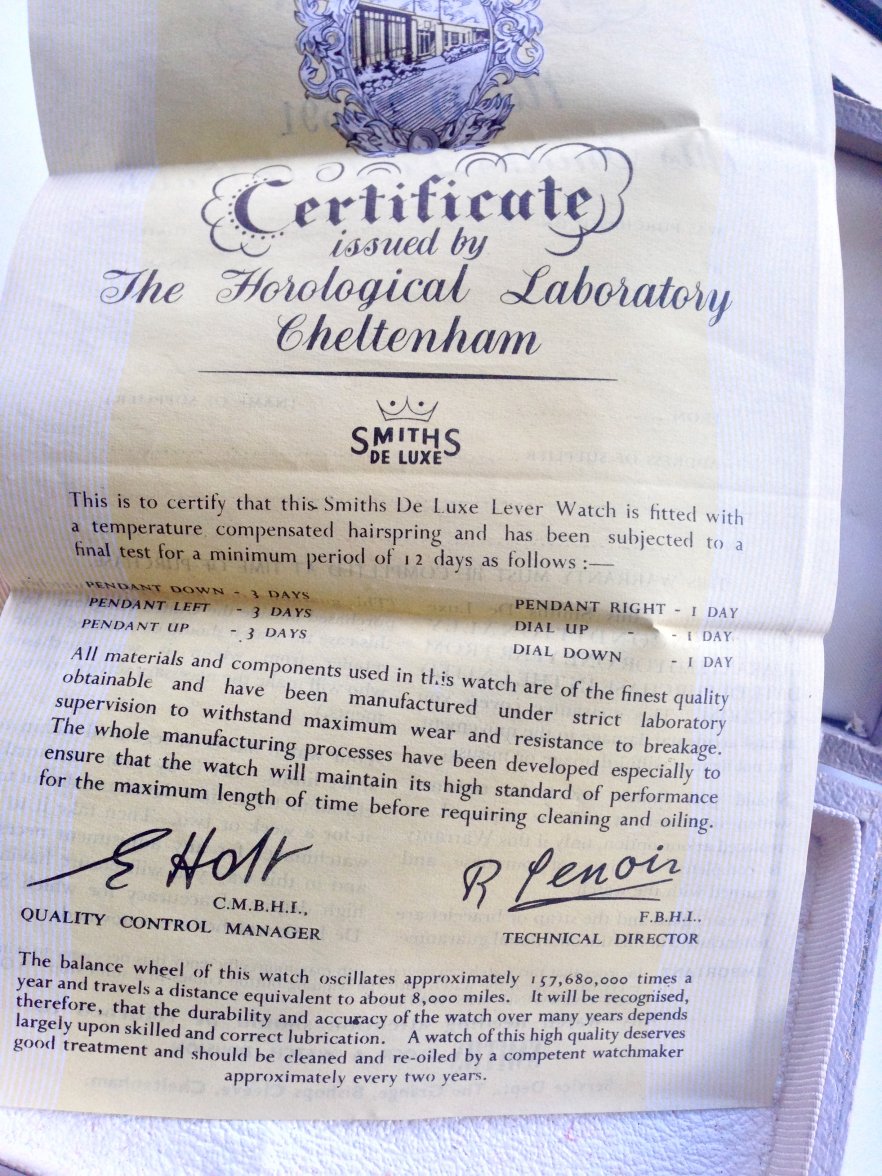 Certificate
issued by
The Horological Laboratory
Cheltenham
SMITHS
DE LUXE
This is to certify that this Smiths De Luxe Lever Watch is fitted with
a temperature compensated hairspring and has been subjected to a
final test for a minimum period of 12 days as follows :—
PENDANT DOWN - 3 DAYS
PENDANT LEFT - 3 DAYS
PENDANT UP - 3 DAYS
PENDANT RIGHT - 1 DAY
DIAL UP - - 1 DAY
DIAL DOWN - 1 DAY
All materials and components used in this watch are of the finest quality
obtainable and have been manufactured under strict laboratory
supervision to withstand maximum wear and resistance to breakage.
The whole manufacturing processes have been developed especially to
ensure that the watch will maintain its high standard of performance
for the maximum length of time before requiring cleaning and oiling.
E Holt
C.M.B.H.I.,
QUALITY CONTROL MANAGER
R Lenoir
F.B.H.I..
TECHNICAL DIRECTOR
The balance wheel of this watch oscillates approximately 157,680,000 times a
year and travels a distance equivalent to about 8,000 miles. It will be recognised,
therefore, that the durability and accuracy of the watch over many years depends
largely upon skilled and correct lubrication. A watch of this high quality deserves
good treatment and should be cleaned and re-oiled by a competent watchmaker
approximately every two years.